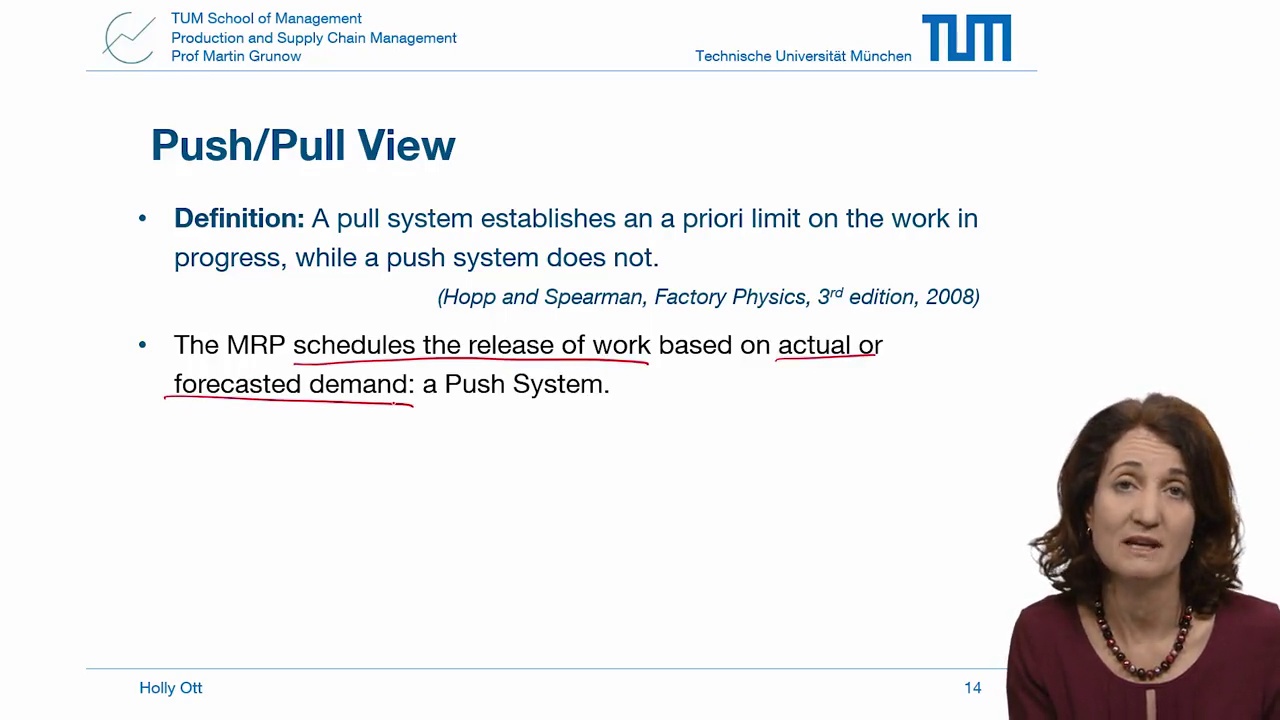 TUM School of Management
Production and Supply Chain Management
Prof Martin Grunow
Technische Universität München
TUM
Push/Pull View
• Definition: A pull system establishes an a priori limit on the work in
progress, while a push system does not.
(Hopp and Spearman, Factory Physics, 3rd edition, 2008)
• The MRP schedules the release of work based on actual or
forecasted demand: a Push System.
Holly Ott
14